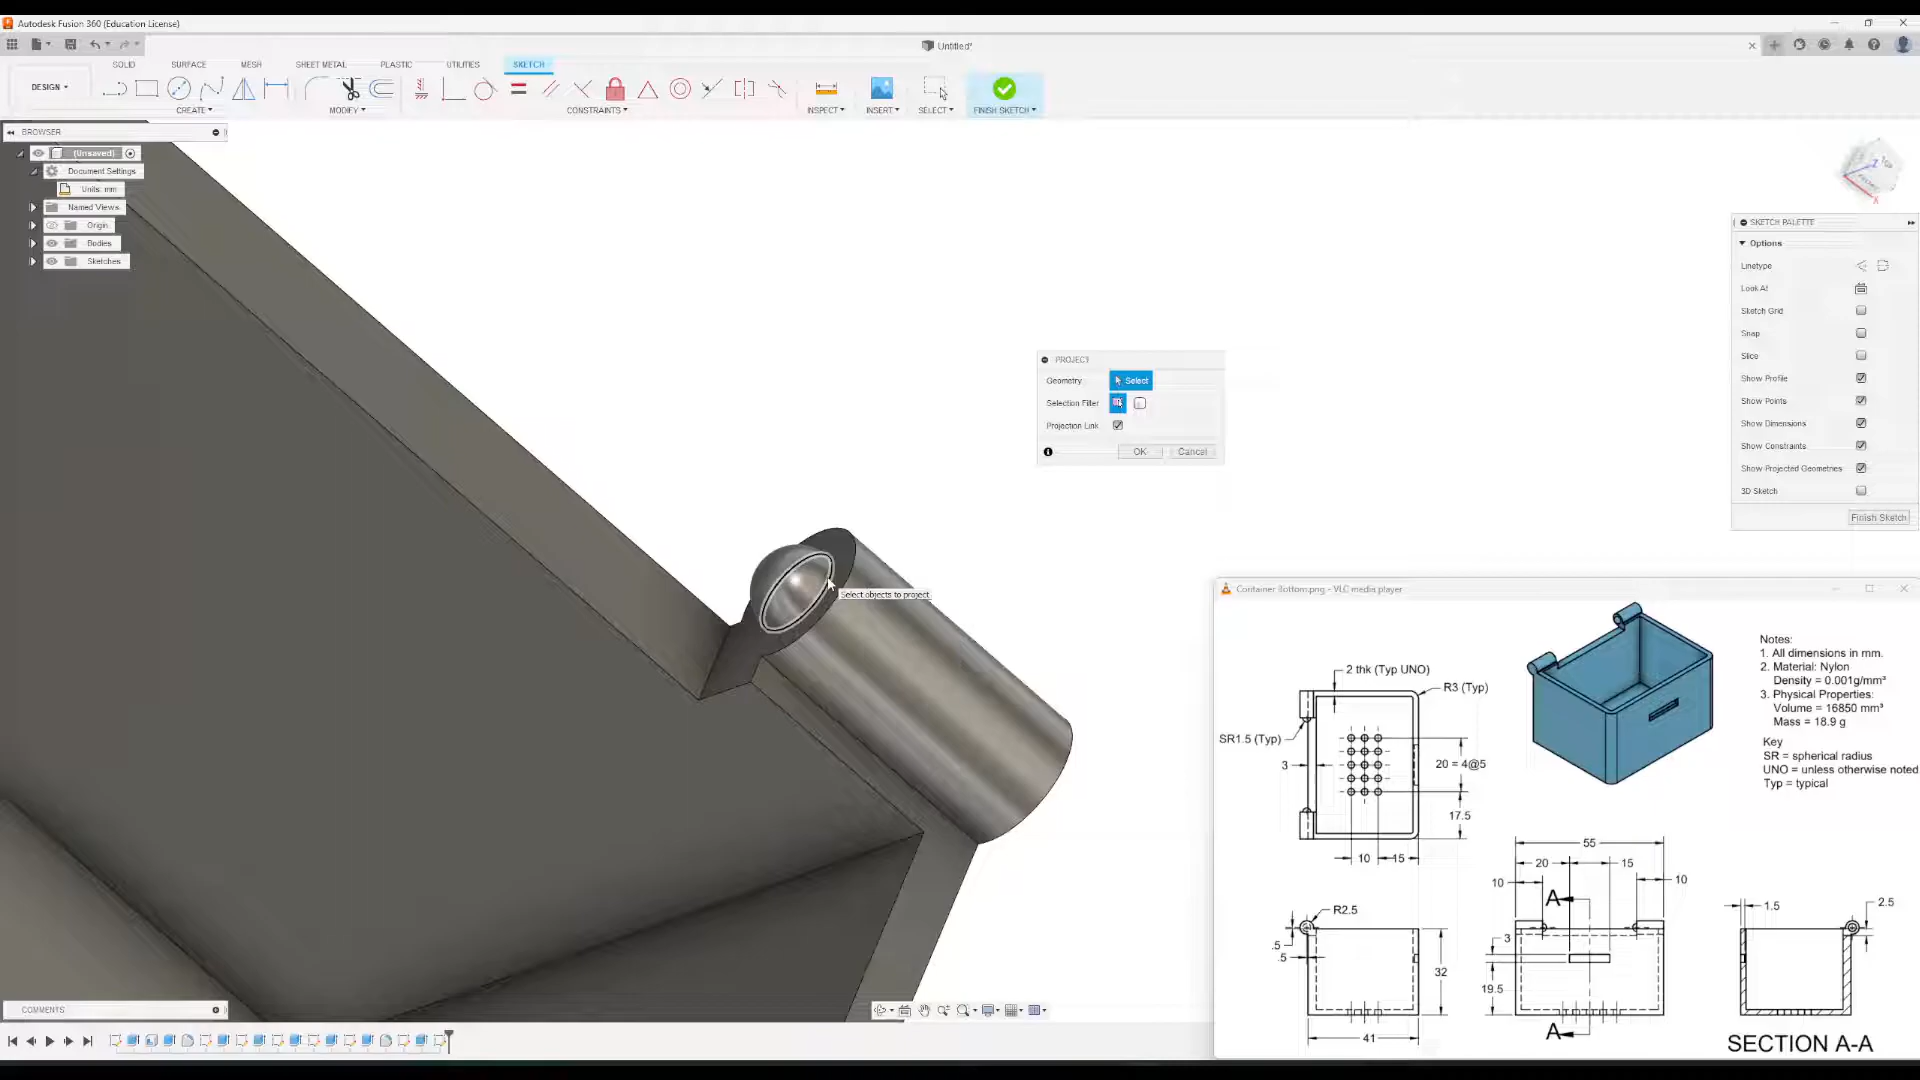 Autodesk Fusion 360 (Education License)
Untitled*
DESIGN
SOLID
SURFACE
MESH
SHEET METAL
PLASTIC
UTILITIES
SKETCH
CREATE
MODIFY
CONSTRAINTS
INSPECT
INSERT
SELECT
FINISH SKETCH
BROWSER
(Unsaved)
Document Settings
Units: mm
Named Views
Origin
Bodies
Sketches
Z
X
SKETCH PALETTE
Options
Linetype
Look At
Sketch Grid
Snap
Slice
Show Profile
Show Points
Show Dimensions
Show Constraints
Show Projected Geometries
3D Sketch
Finish Sketch
PROJECT
Geometry
Select
Selection Filter
Projection Link
OK
Cancel
Select objects to project
Container Bottom.png - VLC media player
2 thk (Typ UNO)
R3 (Typ)
SR1.5 (Typ)
3
20 = 4@5
17.5
10
15
Notes:
1. All dimensions in mm.
2. Material: Nylon
Density = 0.001g/mm³
3. Physical Properties:
Volume = 16850 mm³
Mass = 18.9 g
Key
SR = spherical radius
UNO = unless otherwise noted
Typ = typical
R2.5
.5
.5
32
41
55
20
15
10
10
A
3
19.5
A
1.5
2.5
SECTION A-A
COMMENTS